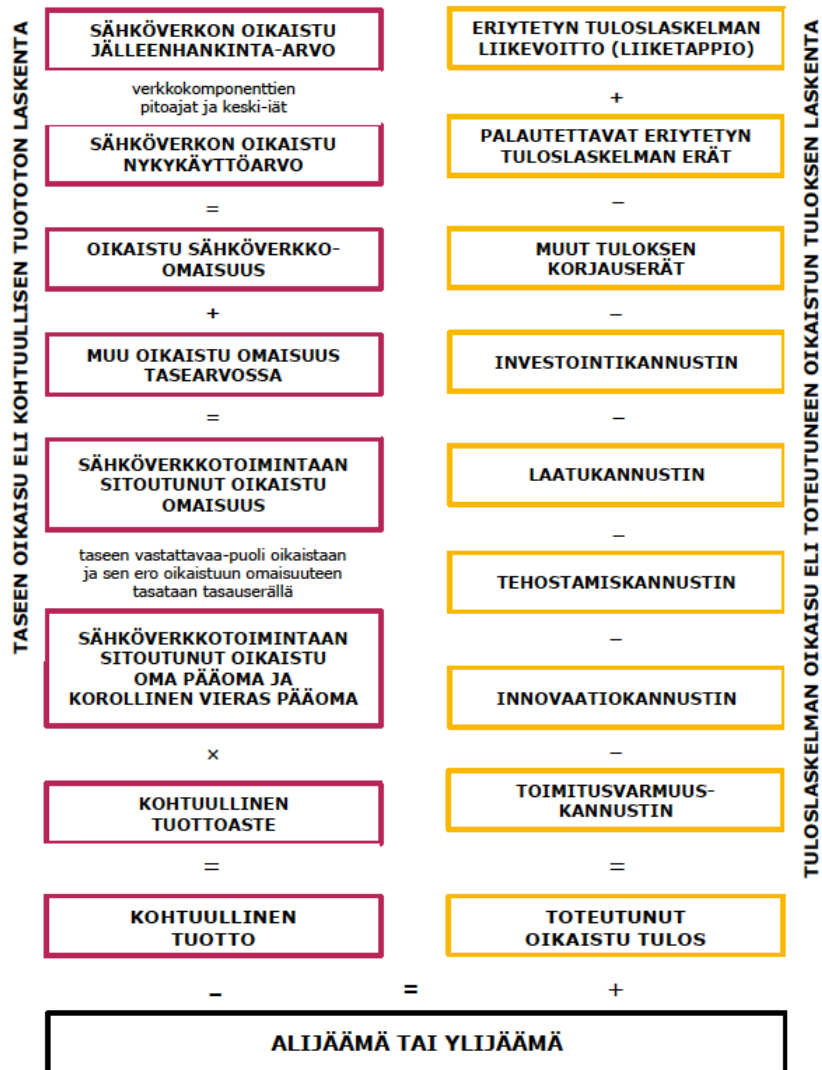 TASEEN OIKAISU ELI KOHTUULLISEN TUOTOTON LASKENTA
SÄHKÖVERKON OIKAISTU
JÄLLEENHANKINTA-ARVO
verkkokomponenttien
pitoajat ja keski-iät
SÄHKÖVERKON OIKAISTU
NYKYKÄYTTÖARVO
=
OIKAISTU SÄHKÖVERKKO-
OMAISUUS
+
MUU OIKAISTU OMAISUUS
TASEARVOSSA
=
SÄHKÖVERKKOTOIMINTAAN
SITOUTUNUT OIKAISTU
OMAISUUS
taseen vastattavaa-puoli oikaistaan
ja sen ero oikaistuun omaisuuteen
tasataan tasauserällä
SÄHKÖVERKKOTOIMINTAAN
SITOUTUNUT OIKAISTU
OMA PÄÄOMA JA
KOROLLINEN VIERAS PÄÄOMA
×
KOHTUULLINEN
TUOTTOASTE
=
KOHTUULLINEN
TUOTTO
ERIYTETYN TULOSLASKELMAN
LIIKEVOITTO (LIIKETAPPIO)
+
PALAUTETTAVAT ERIYTETYN
TULOSLASKELMAN ERÄT
−
MUUT TULOKSEN
KORJAUSERÄT
−
INVESTOINTIKANNUSTIN
−
LAATUKANNUSTIN
−
TEHOSTAMISKANNUSTIN
−
INNOVAATIOKANNUSTIN
−
TOIMITUSVARMUUS-
KANNUSTIN
=
TOTEUTUNUT
OIKAISTU TULOS
TULOSLASKELMAN OIKAISU ELI TOTEUTUNEEN OIKAISTUN TULOKSEN LASKENTA
− = +
ALIJÄÄMÄ TAI YLIJÄÄMÄ